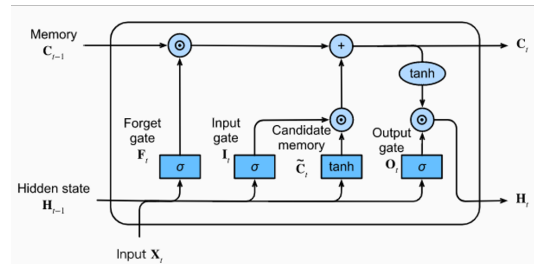 Memory
C_{t-1}
⊙
+
C_t
tanh
Forget
gate
F_t
σ
Input
gate
I_t
σ
⊙
Candidate
memory
C̃_t
tanh
⊙
Output
gate
O_t
σ
Hidden state
H_{t-1}
H_t
Input X_t